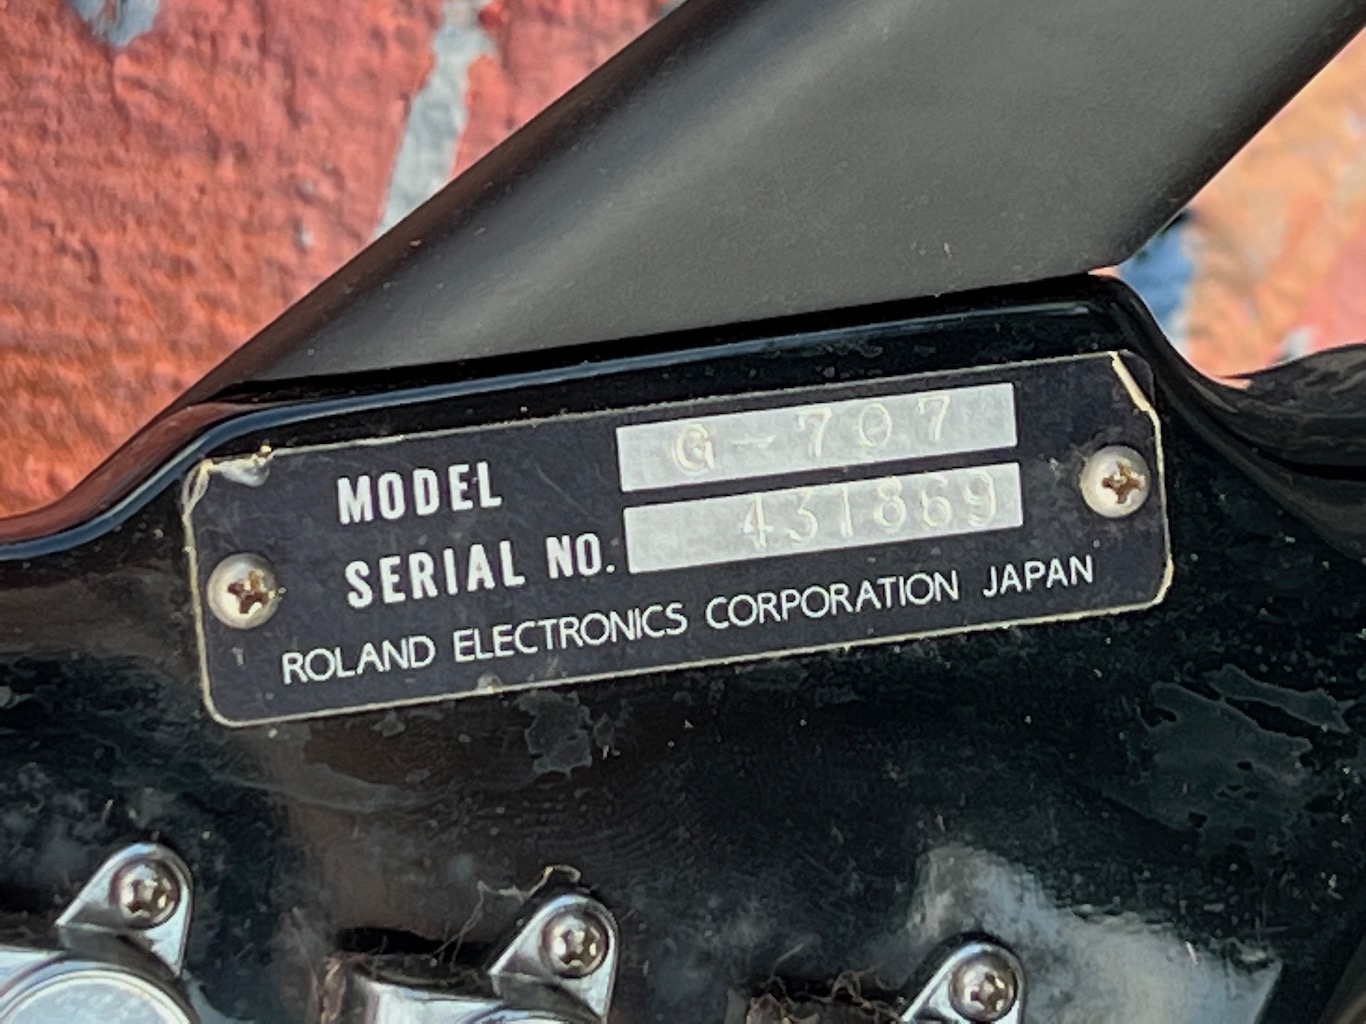 MODEL G-707
SERIAL NO. 431869
ROLAND ELECTRONICS CORPORATION JAPAN